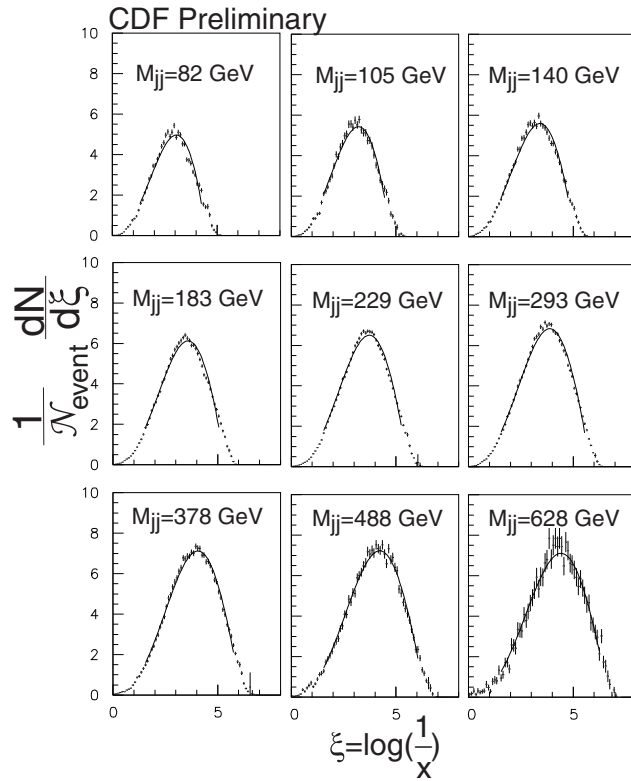 CDF Preliminary
10
8
6
4
2
0
M_jj=82 GeV
M_jj=105 GeV
M_jj=140 GeV
10
8
6
4
2
0
M_jj=183 GeV
M_jj=229 GeV
M_jj=293 GeV
10
8
6
4
2
0
M_jj=378 GeV
M_jj=488 GeV
M_jj=628 GeV
0 5 0 5 0 5
1/𝒩_event dN/dξ
ξ=log(1/x)